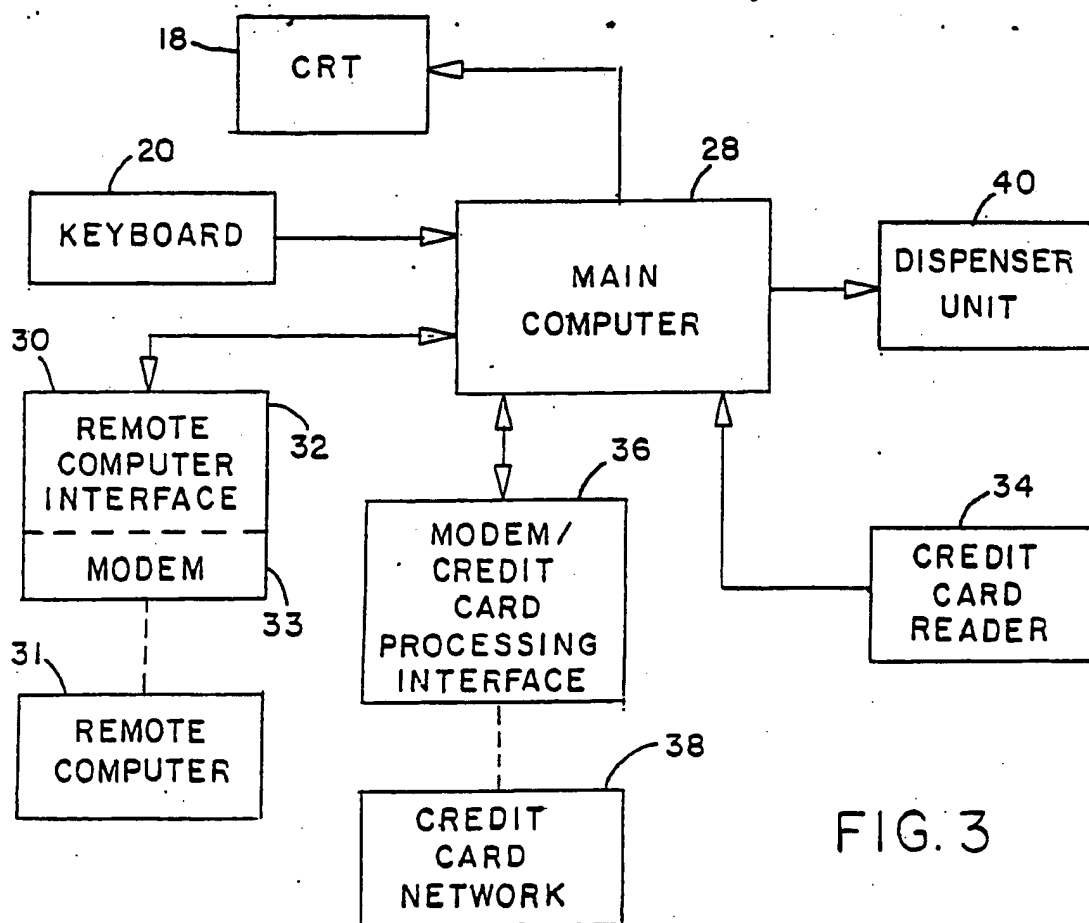 18
CRT
20
KEYBOARD
28
MAIN
COMPUTER
40
DISPENSER
UNIT
30
REMOTE
COMPUTER
INTERFACE
32
MODEM
33
31
REMOTE
COMPUTER
36
MODEM/
CREDIT
CARD
PROCESSING
INTERFACE
34
CREDIT
CARD
READER
38
CREDIT
CARD
NETWORK
FIG. 3